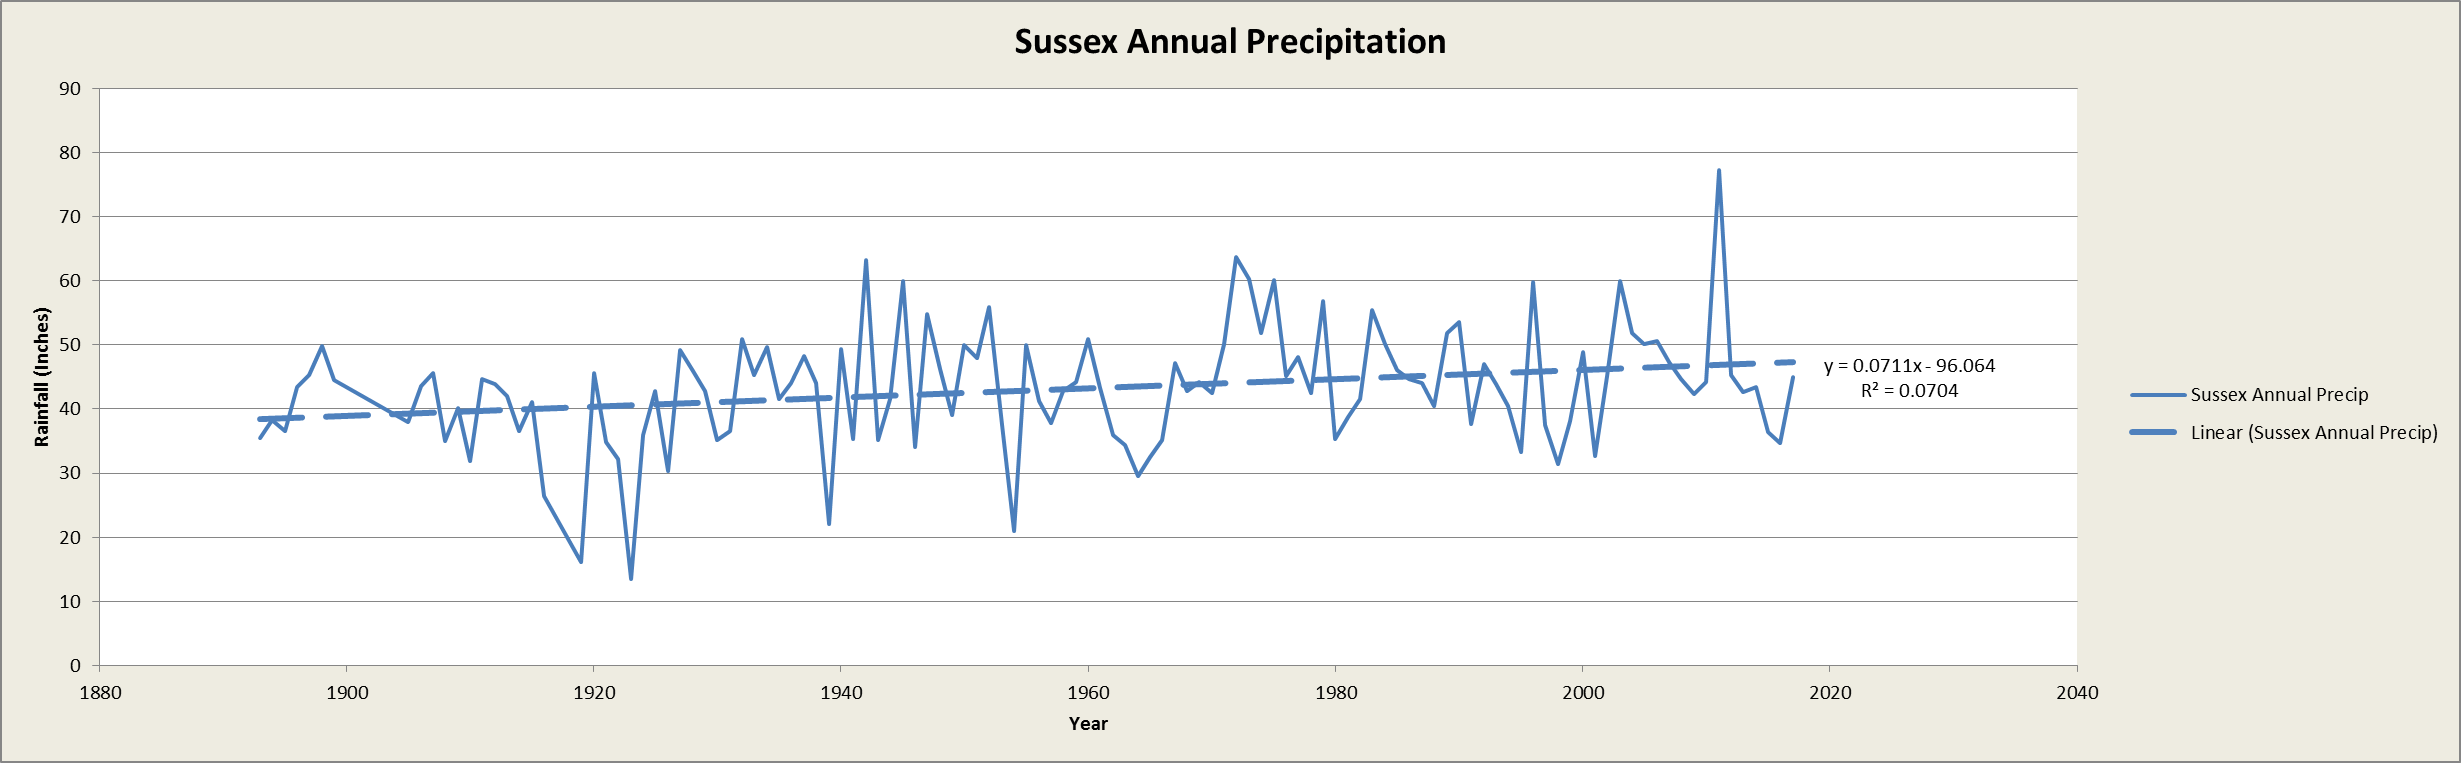 Sussex Annual Precipitation
90
80
70
60
50
40
30
20
10
0
Rainfall (Inches)
1880 1900 1920 1940 1960 1980 2000 2020 2040
Year
y = 0.0711x - 96.064
R² = 0.0704
Sussex Annual Precip
Linear (Sussex Annual Precip)